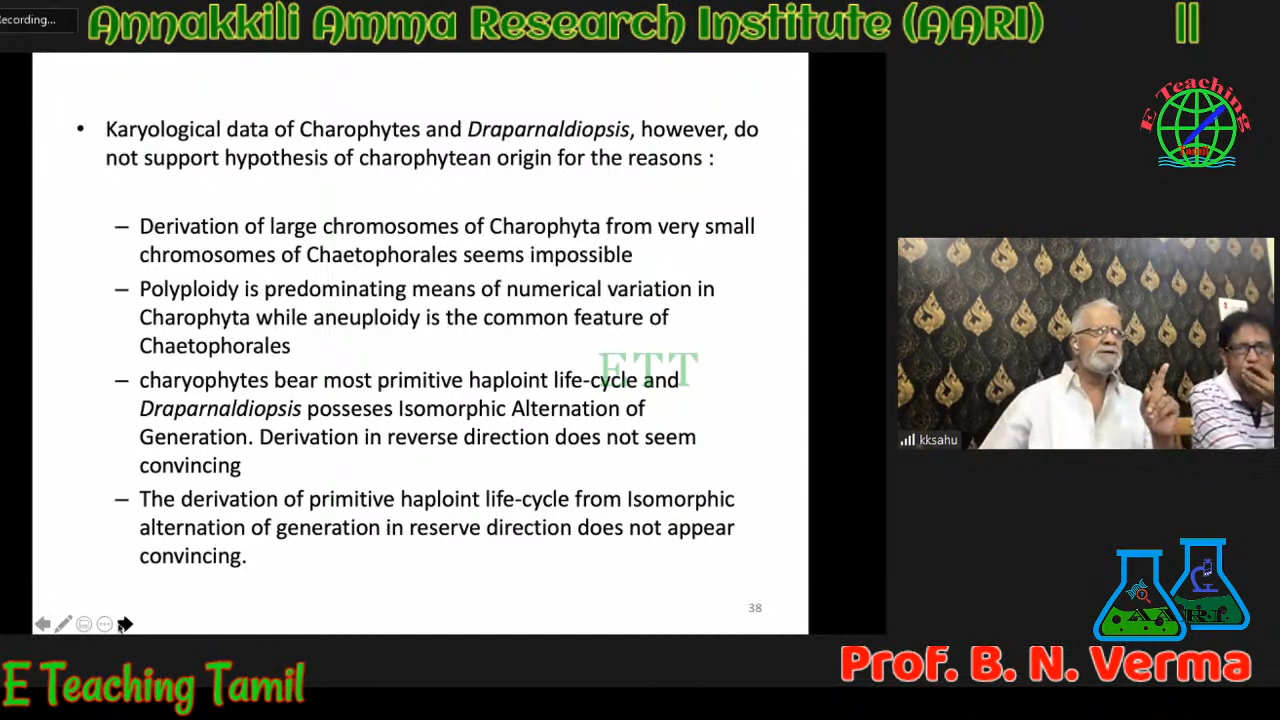 Recording...
Annakkili Amma Research Institute (AARI) ||
• Karyological data of Charophytes and Draparnaldiopsis, however, do
not support hypothesis of charophytean origin for the reasons :
– Derivation of large chromosomes of Charophyta from very small
chromosomes of Chaetophorales seems impossible
– Polyploidy is predominating means of numerical variation in
Charophyta while aneuploidy is the common feature of
Chaetophorales
– charyophytes bear most primitive haploint life-cycle and
Draparnaldiopsis posseses Isomorphic Alternation of
Generation. Derivation in reverse direction does not seem
convincing
– The derivation of primitive haploint life-cycle from Isomorphic
alternation of generation in reserve direction does not appear
convincing.
ETT
38
E Teaching
Tamil
kksahu
AARI
Prof. B. N. Verma
E Teaching Tamil